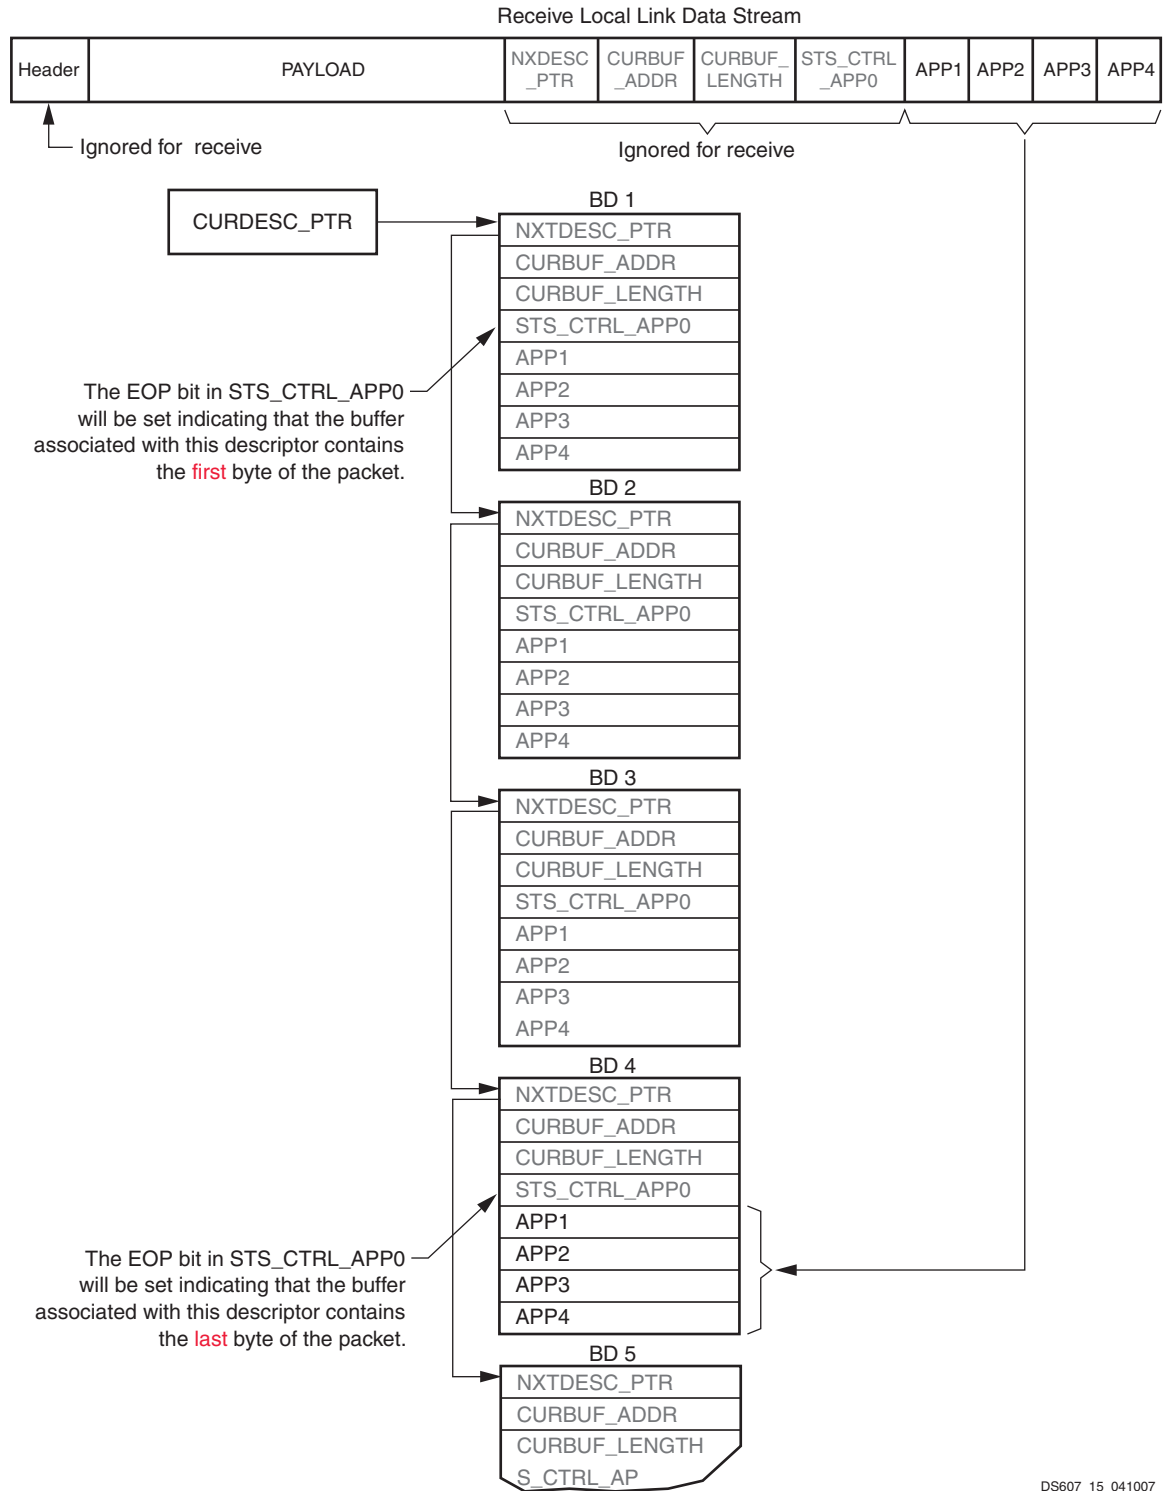 Receive Local Link Data Stream
Header
PAYLOAD
NXDESC
_PTR
CURBUF
_ADDR
CURBUF_
LENGTH
STS_CTRL
_APP0
APP1
APP2
APP3
APP4
Ignored for receive
Ignored for receive
CURDESC_PTR
BD 1
NXTDESC_PTR
CURBUF_ADDR
CURBUF_LENGTH
STS_CTRL_APP0
APP1
APP2
APP3
APP4
The EOP bit in STS_CTRL_APP0
will be set indicating that the buffer
associated with this descriptor contains
the first byte of the packet.
BD 2
NXTDESC_PTR
CURBUF_ADDR
CURBUF_LENGTH
STS_CTRL_APP0
APP1
APP2
APP3
APP4
BD 3
NXTDESC_PTR
CURBUF_ADDR
CURBUF_LENGTH
STS_CTRL_APP0
APP1
APP2
APP3
APP4
BD 4
NXTDESC_PTR
CURBUF_ADDR
CURBUF_LENGTH
STS_CTRL_APP0
APP1
APP2
APP3
APP4
The EOP bit in STS_CTRL_APP0
will be set indicating that the buffer
associated with this descriptor contains
the last byte of the packet.
BD 5
NXTDESC_PTR
CURBUF_ADDR
CURBUF_LENGTH
S_CTRL_AP
DS607_15_041007